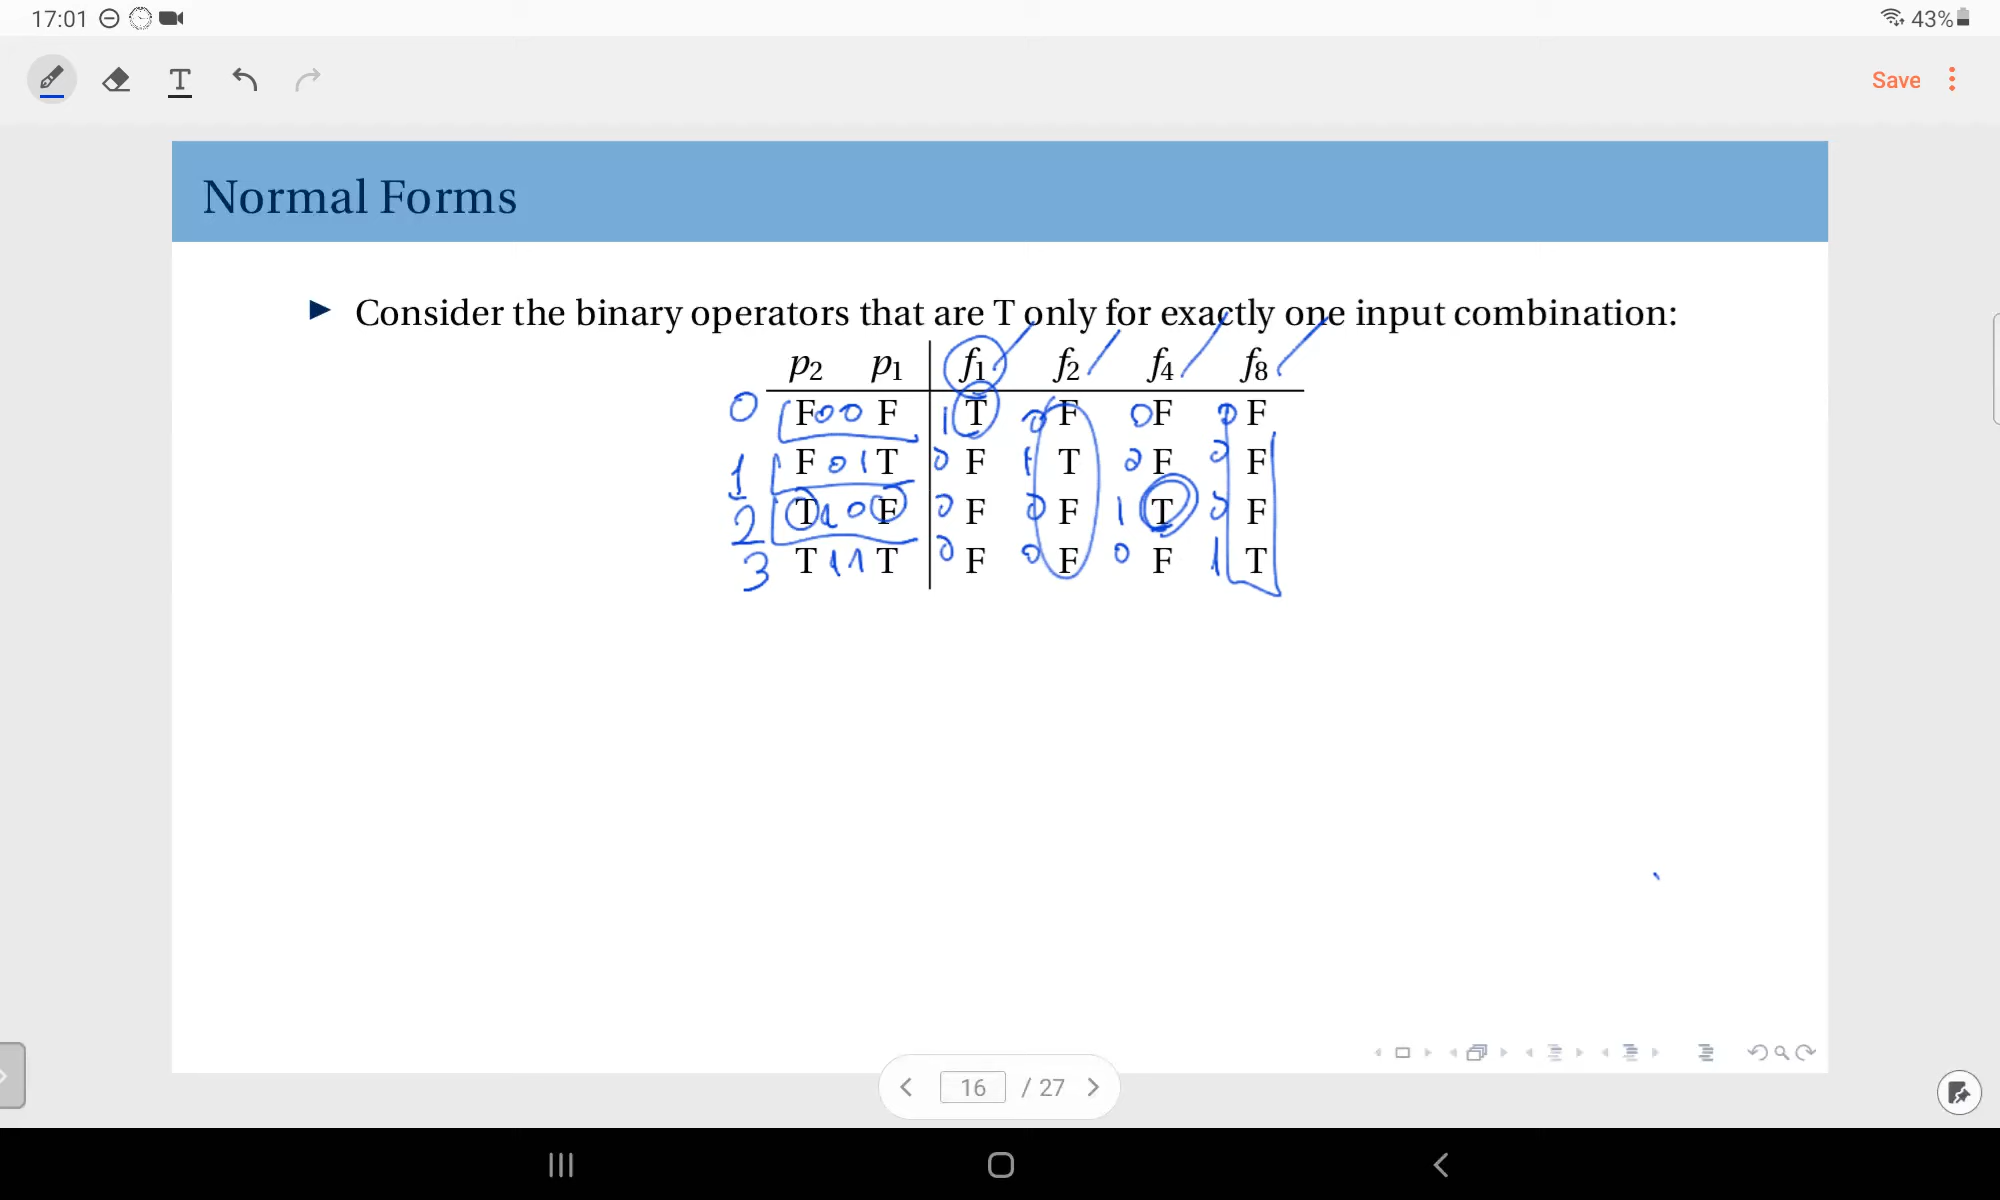 17:01 43%
T Save
Normal Forms
► Consider the binary operators that are T only for exactly one input combination:
p2 p1 f1 f2 f4 f8
0 F 0 0 F 1 T 0 F 0 F 0 F
1 F 0 1 T 0 F 1 T 0 F 0 F
2 T 1 0 F 0 F 0 F 1 T 0 F
3 T 1 1 T 0 F 0 F 0 F 1 T
16 / 27